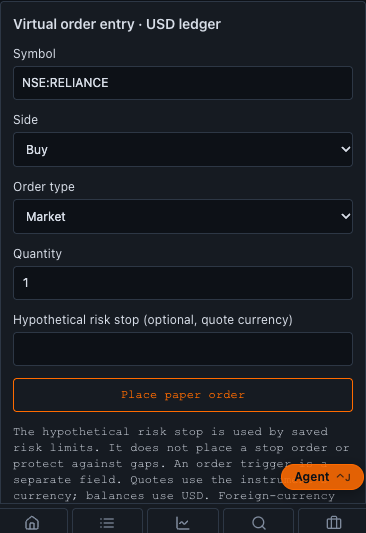 Virtual order entry · USD ledger
Symbol
NSE:RELIANCE
Side
Buy
Order type
Market
Quantity
1
Hypothetical risk stop (optional, quote currency)
Place paper order
The hypothetical risk stop is used by saved
risk limits. It does not place a stop order or
protect against gaps. An order trigger is a
separate field. Quotes use the
currency; balances use USD. Foreign-currency
Agent ^J